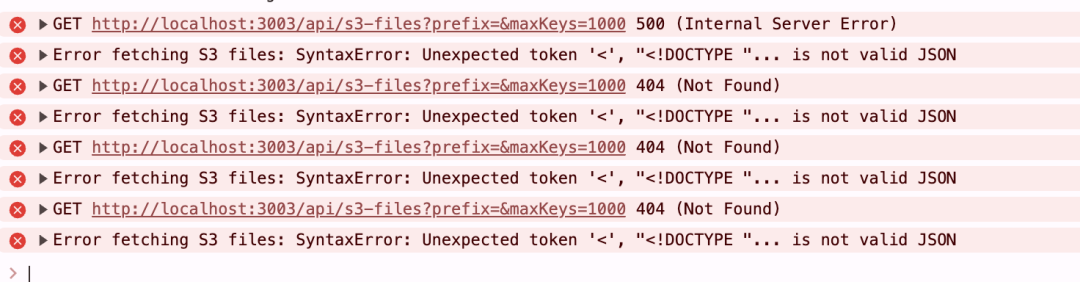 GET http://localhost:3003/api/s3-files?prefix=&maxKeys=1000 500 (Internal Server Error)
Error fetching S3 files: SyntaxError: Unexpected token '<', "<!DOCTYPE "... is not valid JSON
GET http://localhost:3003/api/s3-files?prefix=&maxKeys=1000 404 (Not Found)
Error fetching S3 files: SyntaxError: Unexpected token '<', "<!DOCTYPE "... is not valid JSON
GET http://localhost:3003/api/s3-files?prefix=&maxKeys=1000 404 (Not Found)
Error fetching S3 files: SyntaxError: Unexpected token '<', "<!DOCTYPE "... is not valid JSON
GET http://localhost:3003/api/s3-files?prefix=&maxKeys=1000 404 (Not Found)
Error fetching S3 files: SyntaxError: Unexpected token '<', "<!DOCTYPE "... is not valid JSON